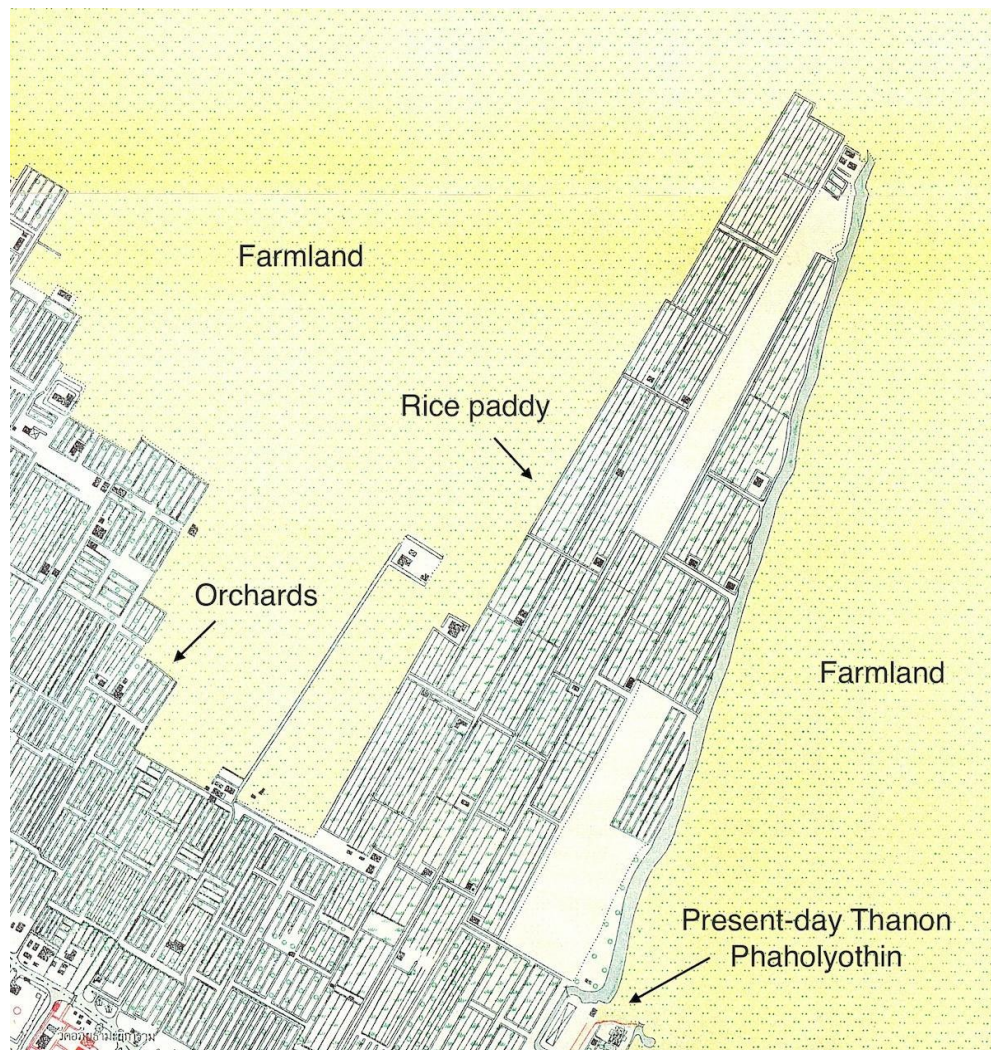 Farmland
Rice paddy
Orchards
Farmland
Present-day Thanon
Phaholyothin